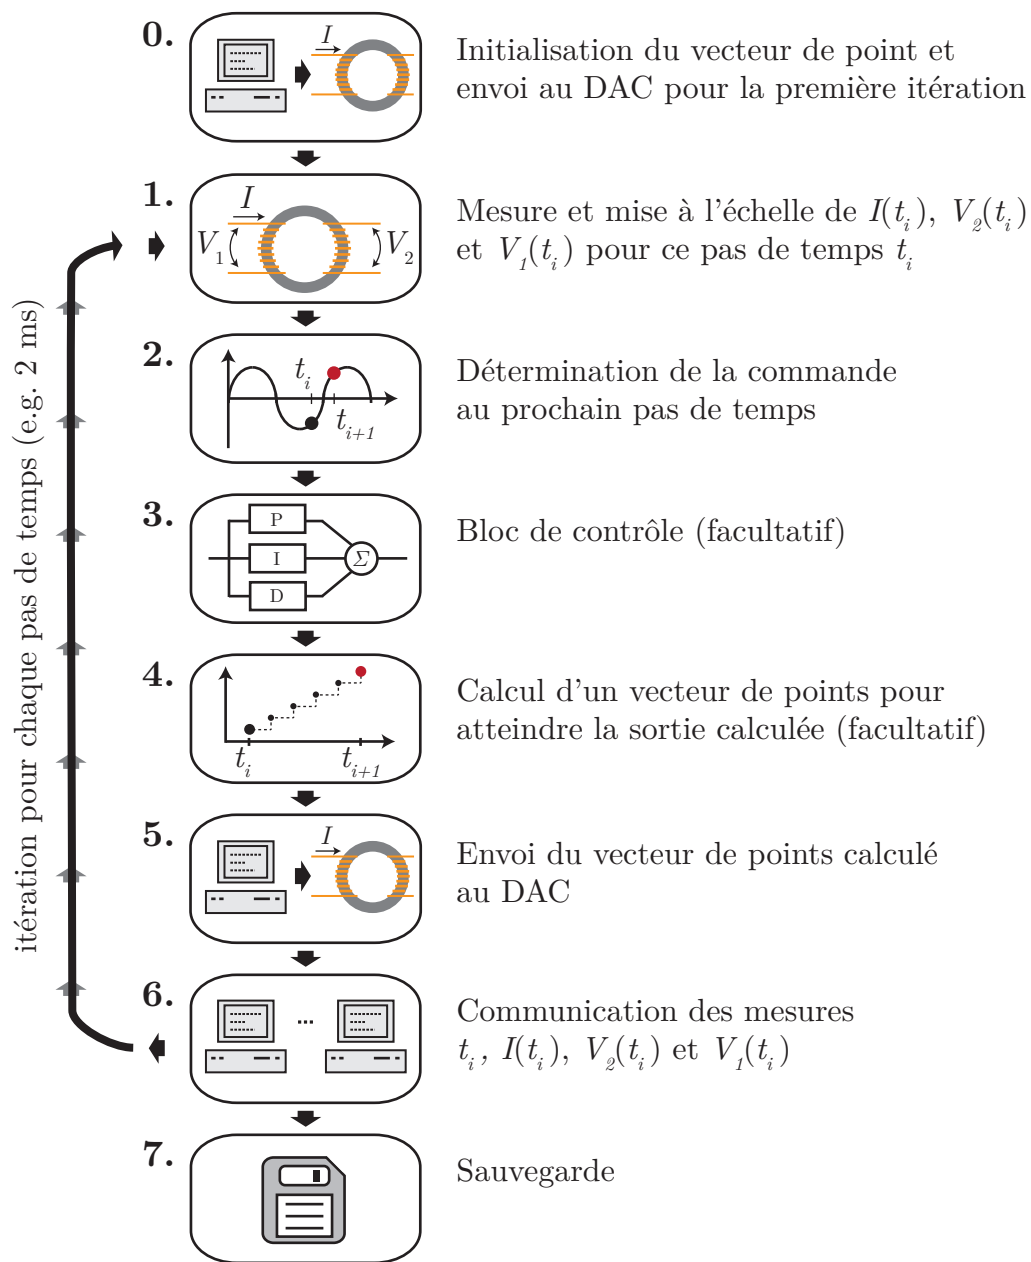 0.
I
Initialisation du vecteur de point et
envoi au DAC pour la première itération
1.
I
V₁
V₂
Mesure et mise à l'échelle de I(tᵢ), V₂(tᵢ)
et V₁(tᵢ) pour ce pas de temps tᵢ
2.
tᵢ
tᵢ₊₁
Détermination de la commande
au prochain pas de temps
3.
P
I
D
Σ
Bloc de contrôle (facultatif)
4.
tᵢ
tᵢ₊₁
Calcul d'un vecteur de points pour
atteindre la sortie calculée (facultatif)
5.
I
Envoi du vecteur de points calculé
au DAC
6.
...
Communication des mesures
tᵢ, I(tᵢ), V₂(tᵢ) et V₁(tᵢ)
7.
Sauvegarde
itération pour chaque pas de temps (e.g. 2 ms)